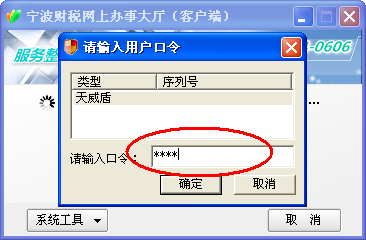 宁波财税网上办事大厅（客户端）
服务整
-0606
请输入用户口令
类型 序列号
天威盾
...
请输入口令： ****
确定 取消
系统工具 取 消